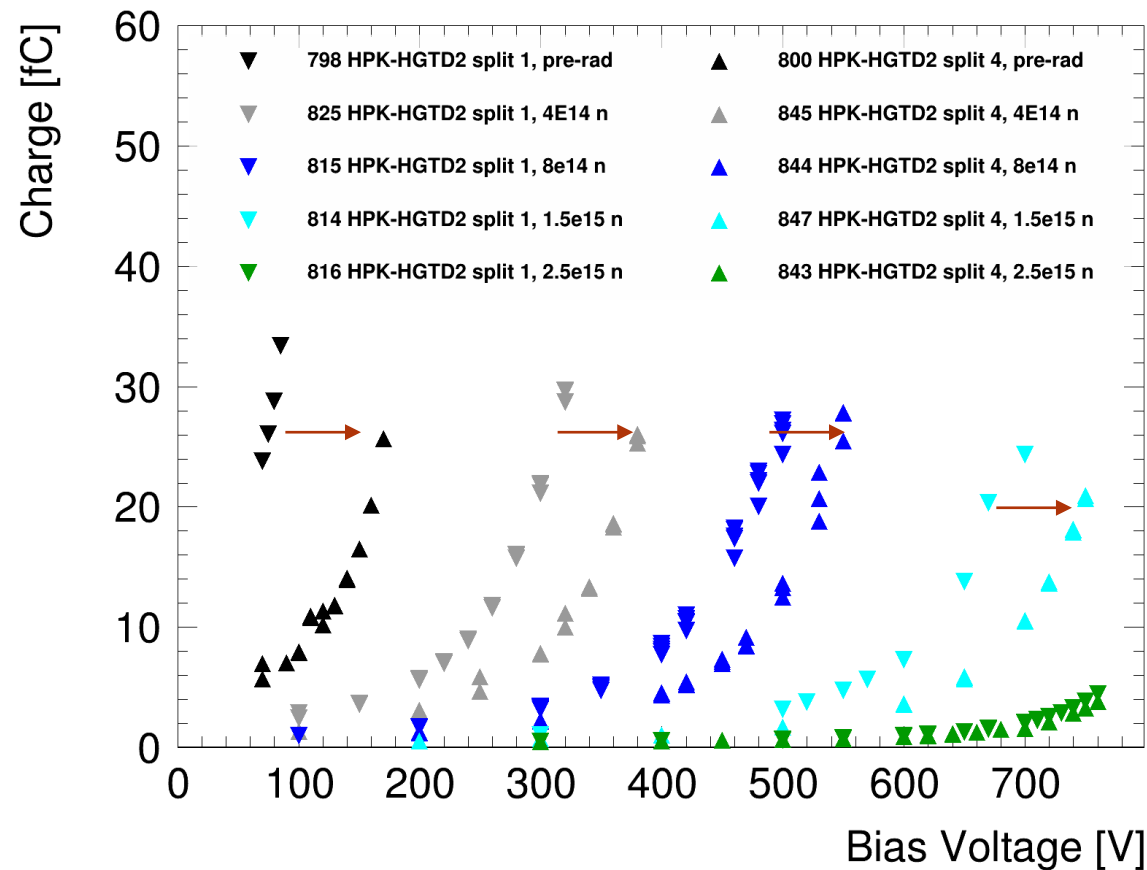 Charge [fC]
60
50
40
30
20
10
0
798 HPK-HGTD2 split 1, pre-rad
825 HPK-HGTD2 split 1, 4E14 n
815 HPK-HGTD2 split 1, 8e14 n
814 HPK-HGTD2 split 1, 1.5e15 n
816 HPK-HGTD2 split 1, 2.5e15 n
800 HPK-HGTD2 split 4, pre-rad
845 HPK-HGTD2 split 4, 4E14 n
844 HPK-HGTD2 split 4, 8e14 n
847 HPK-HGTD2 split 4, 1.5e15 n
843 HPK-HGTD2 split 4, 2.5e15 n
0 100 200 300 400 500 600 700
Bias Voltage [V]